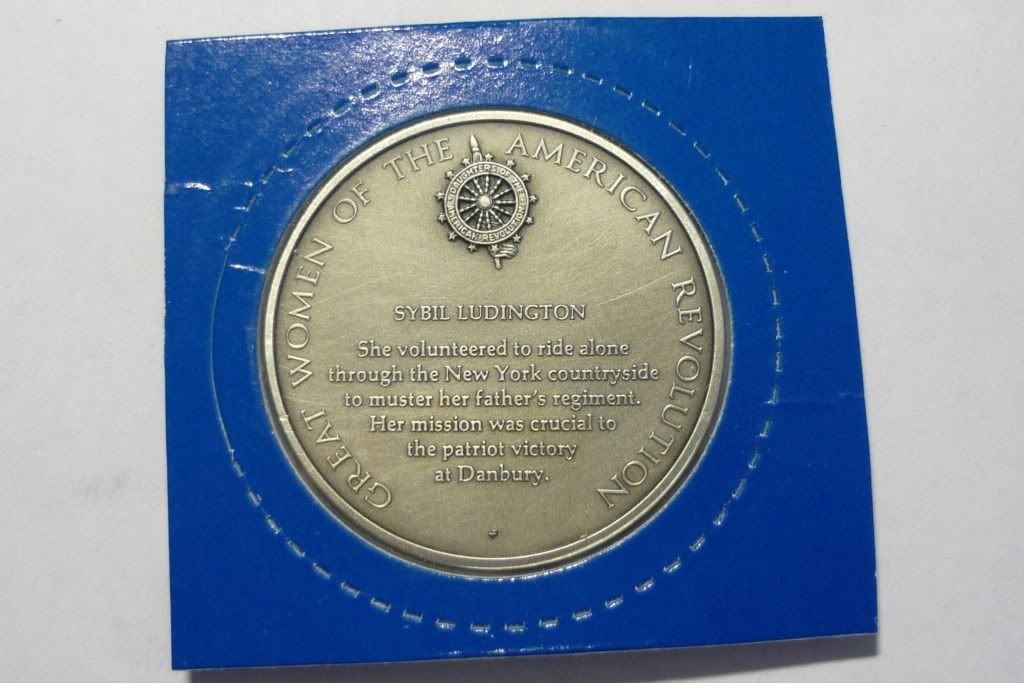 GREAT WOMEN OF THE AMERICAN REVOLUTION
DAUGHTERS OF THE
AMERICAN REVOLUTION
SYBIL LUDINGTON
She volunteered to ride alone
through the New York countryside
to muster her father's regiment.
Her mission was crucial to
the patriot victory
at Danbury.